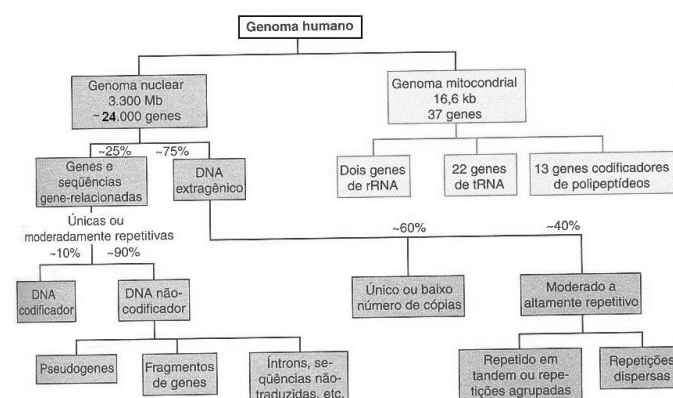 Genoma humano
Genoma nuclear
3.300 Mb
~24.000 genes
Genoma mitocondrial
16,6 kb
37 genes
~25%
~75%
Genes e
seqüências
gene-relacionadas
DNA
extragênico
Dois genes
de rRNA
22 genes
de tRNA
13 genes codificadores
de polipeptídeos
Únicas ou
moderadamente repetitivas
~10%
~90%
~60%
~40%
DNA
codificador
DNA não-
codificador
Único ou baixo
número de cópias
Moderado a
altamente repetitivo
Pseudogenes
Fragmentos
de genes
Íntrons, se-
qüências não-
traduzidas, etc.
Repetido em
tandem ou repe-
tições agrupadas
Repetições
dispersas